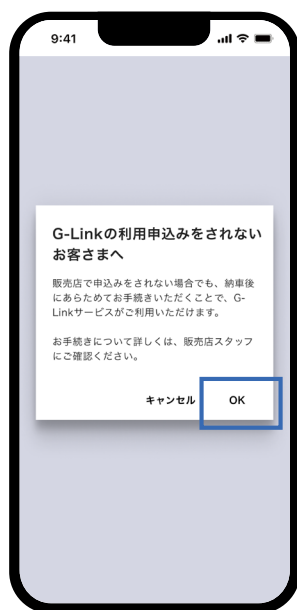 9:41
G-Linkの利用申込みをされない
お客さまへ
販売店で申込みをされない場合でも、納車後
にあらためてお手続きいただくことで、G-
Linkサービスがご利用いただけます。
お手続きについて詳しくは、販売店スタッフ
にご確認ください。
キャンセル OK